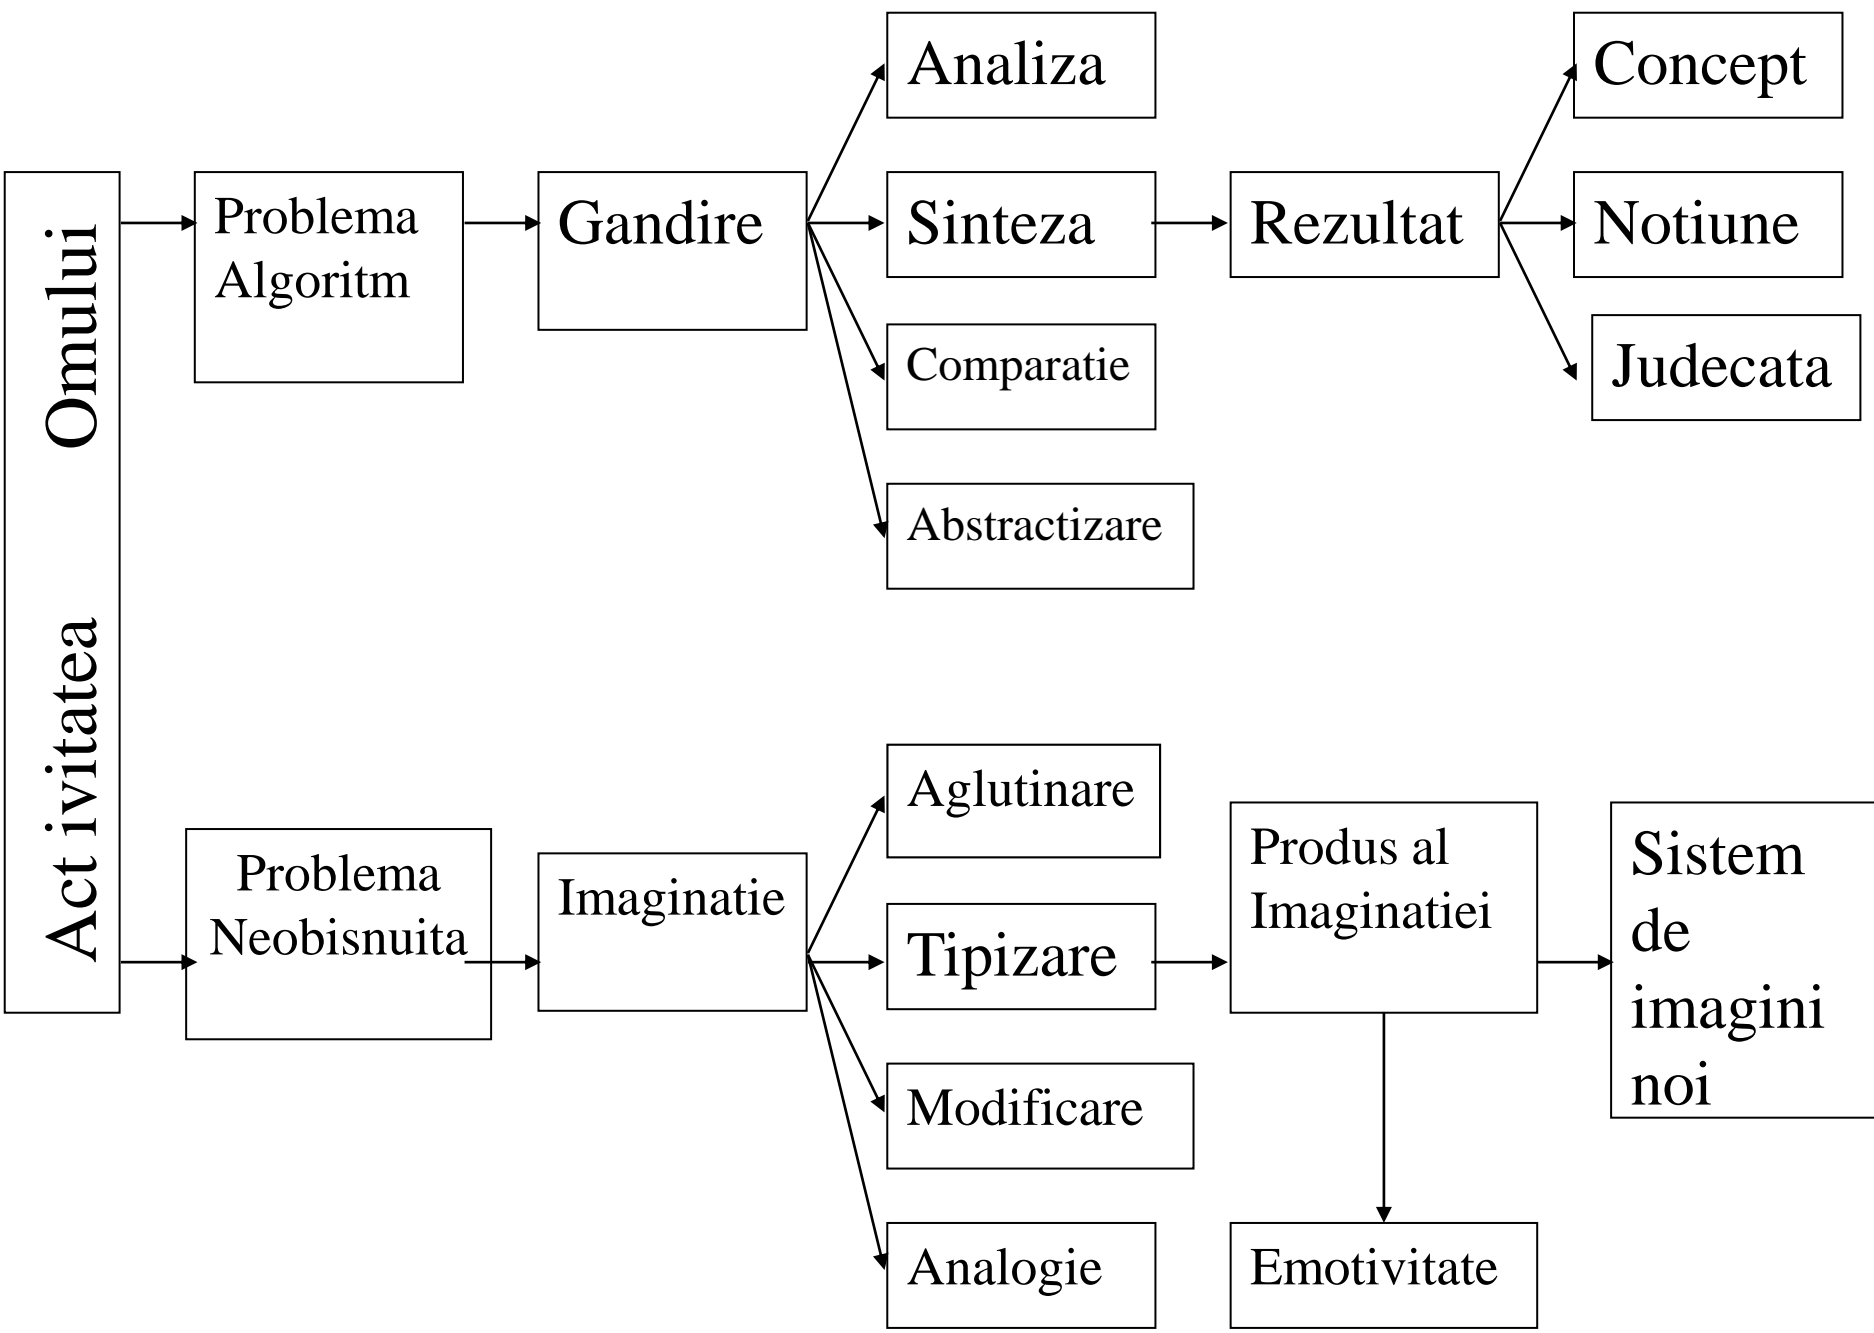 Act ivitatea Omului
Problema
Algoritm
Gandire
Analiza
Sinteza
Comparatie
Abstractizare
Rezultat
Concept
Notiune
Judecata
Problema
Neobisnuita
Imaginatie
Aglutinare
Tipizare
Modificare
Analogie
Produs al
Imaginatiei
Emotivitate
Sistem
de
imagini
noi